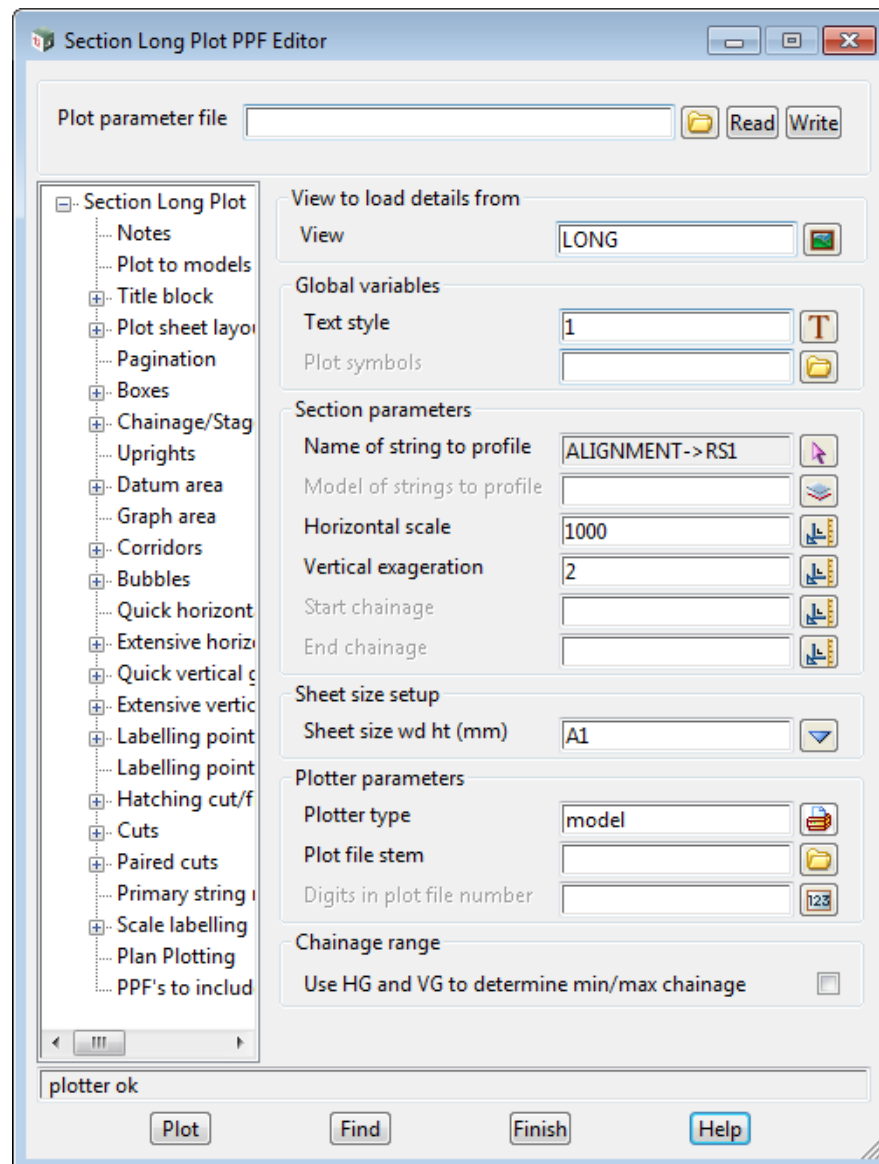 Section Long Plot PPF Editor
Plot parameter file Read Write
Section Long Plot
Notes
Plot to models
Title block
Plot sheet layou
Pagination
Boxes
Chainage/Stag
Uprights
Datum area
Graph area
Corridors
Bubbles
Quick horizont
Extensive horiz
Quick vertical g
Extensive vertic
Labelling point
Labelling point
Hatching cut/f
Cuts
Paired cuts
Primary string r
Scale labelling
Plan Plotting
PPF's to includ
View to load details from
View LONG
Global variables
Text style 1 T
Plot symbols
Section parameters
Name of string to profile ALIGNMENT->RS1
Model of strings to profile
Horizontal scale 1000
Vertical exageration 2
Start chainage
End chainage
Sheet size setup
Sheet size wd ht (mm) A1
Plotter parameters
Plotter type model
Plot file stem
Digits in plot file number 123
Chainage range
Use HG and VG to determine min/max chainage
plotter ok
Plot Find Finish Help